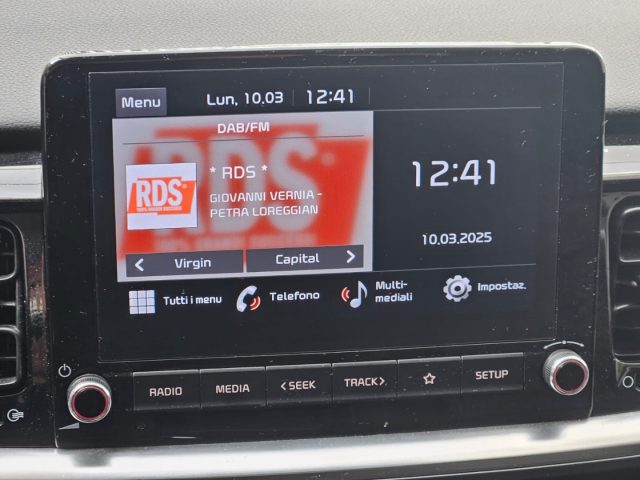 Menu
Lun, 10.03
12:41
DAB/FM
RDS
* RDS *
GIOVANNI VERNIA -
PETRA LOREGGIAN
< Virgin
Capital >
12:41
10.03.2025
Tutti i menu
Telefono
Multi-
mediali
Impostaz.
RADIO
MEDIA
< SEEK
TRACK >
SETUP